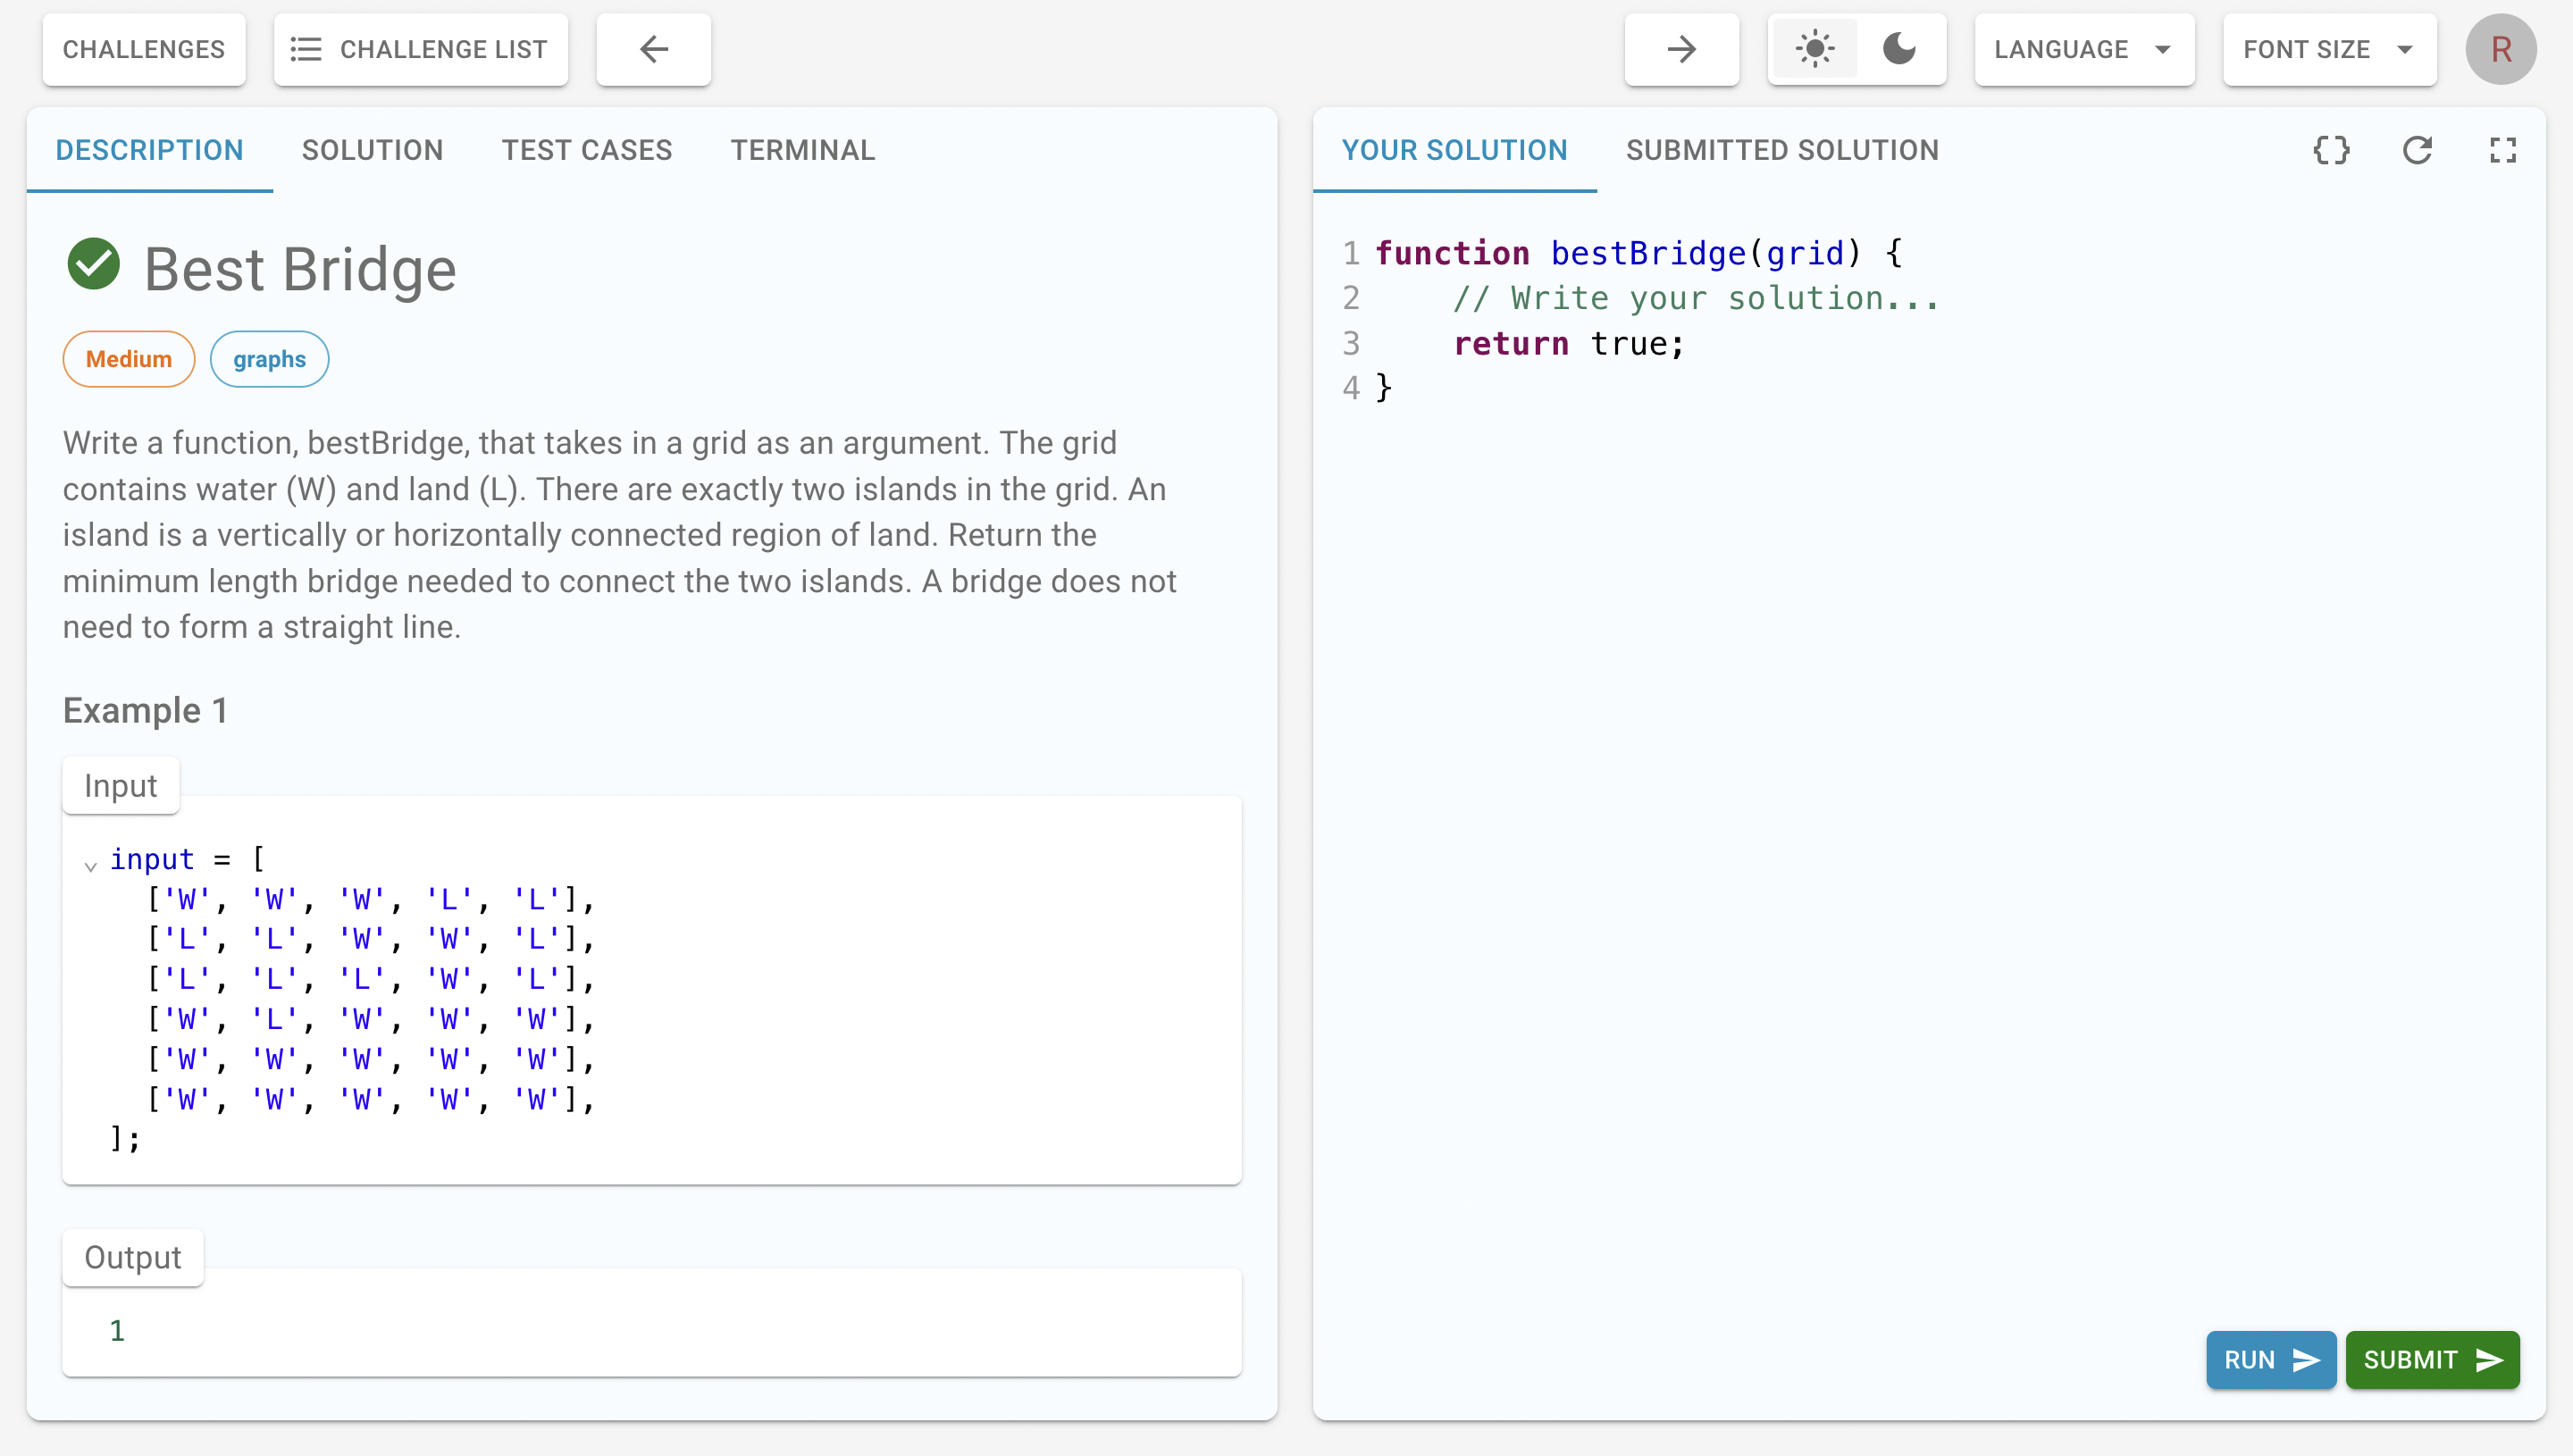 CHALLENGES
CHALLENGE LIST
LANGUAGE
FONT SIZE
R
DESCRIPTION
SOLUTION
TEST CASES
TERMINAL
Best Bridge
Medium
graphs
Write a function, bestBridge, that takes in a grid as an argument. The grid
contains water (W) and land (L). There are exactly two islands in the grid. An
island is a vertically or horizontally connected region of land. Return the
minimum length bridge needed to connect the two islands. A bridge does not
need to form a straight line.
Example 1
Input
input = [
  ['W', 'W', 'W', 'L', 'L'],
  ['L', 'L', 'W', 'W', 'L'],
  ['L', 'L', 'L', 'W', 'L'],
  ['W', 'L', 'W', 'W', 'W'],
  ['W', 'W', 'W', 'W', 'W'],
  ['W', 'W', 'W', 'W', 'W'],
];
Output
1
YOUR SOLUTION
SUBMITTED SOLUTION
1 function bestBridge(grid) {
2     // Write your solution...
3     return true;
4 }
RUN
SUBMIT